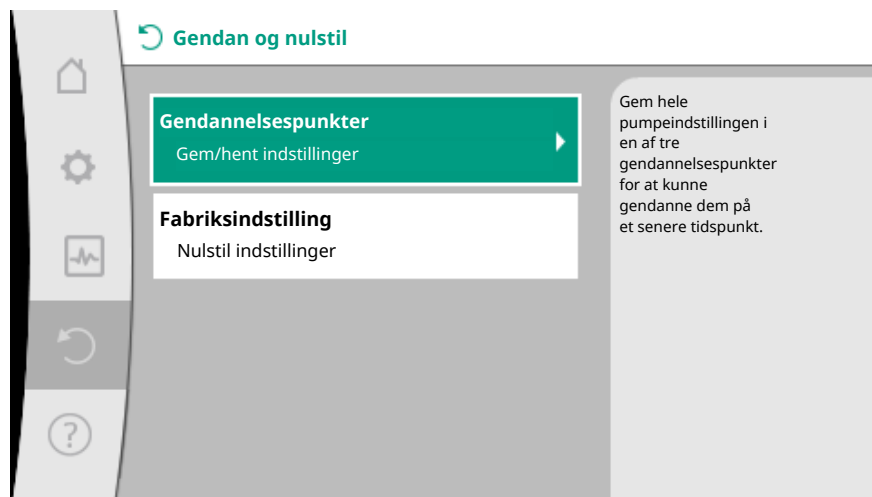 Gendan og nulstil
Gendannelsespunkter
Gem/hent indstillinger
Fabriksindstilling
Nulstil indstillinger
Gem hele
pumpeindstillingen i
en af tre
gendannelsespunkter
for at kunne
gendanne dem på
et senere tidspunkt.
?